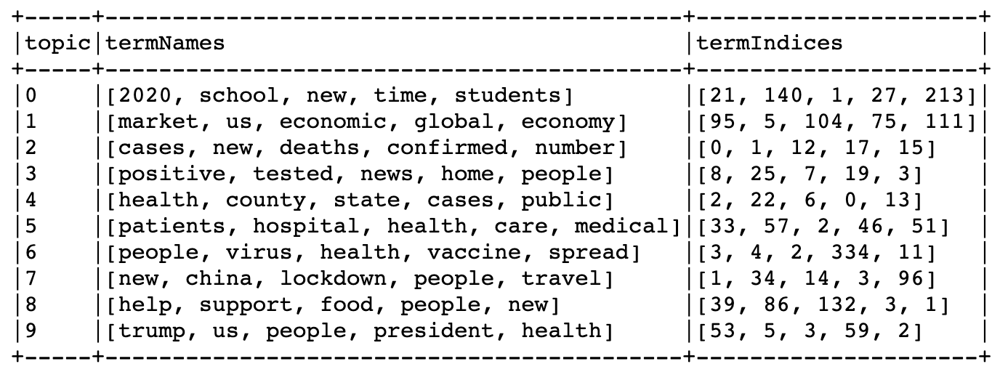 +-----+-------------------------------------------+---------------------+
|topic|termNames                                  |termIndices          |
+-----+-------------------------------------------+---------------------+
|0    |[2020, school, new, time, students]        |[21, 140, 1, 27, 213]|
|1    |[market, us, economic, global, economy]    |[95, 5, 104, 75, 111]|
|2    |[cases, new, deaths, confirmed, number]    |[0, 1, 12, 17, 15]   |
|3    |[positive, tested, news, home, people]     |[8, 25, 7, 19, 3]    |
|4    |[health, county, state, cases, public]     |[2, 22, 6, 0, 13]    |
|5    |[patients, hospital, health, care, medical]|[33, 57, 2, 46, 51]  |
|6    |[people, virus, health, vaccine, spread]   |[3, 4, 2, 334, 11]   |
|7    |[new, china, lockdown, people, travel]     |[1, 34, 14, 3, 96]   |
|8    |[help, support, food, people, new]         |[39, 86, 132, 3, 1]  |
|9    |[trump, us, people, president, health]     |[53, 5, 3, 59, 2]    |
+-----+-------------------------------------------+---------------------+